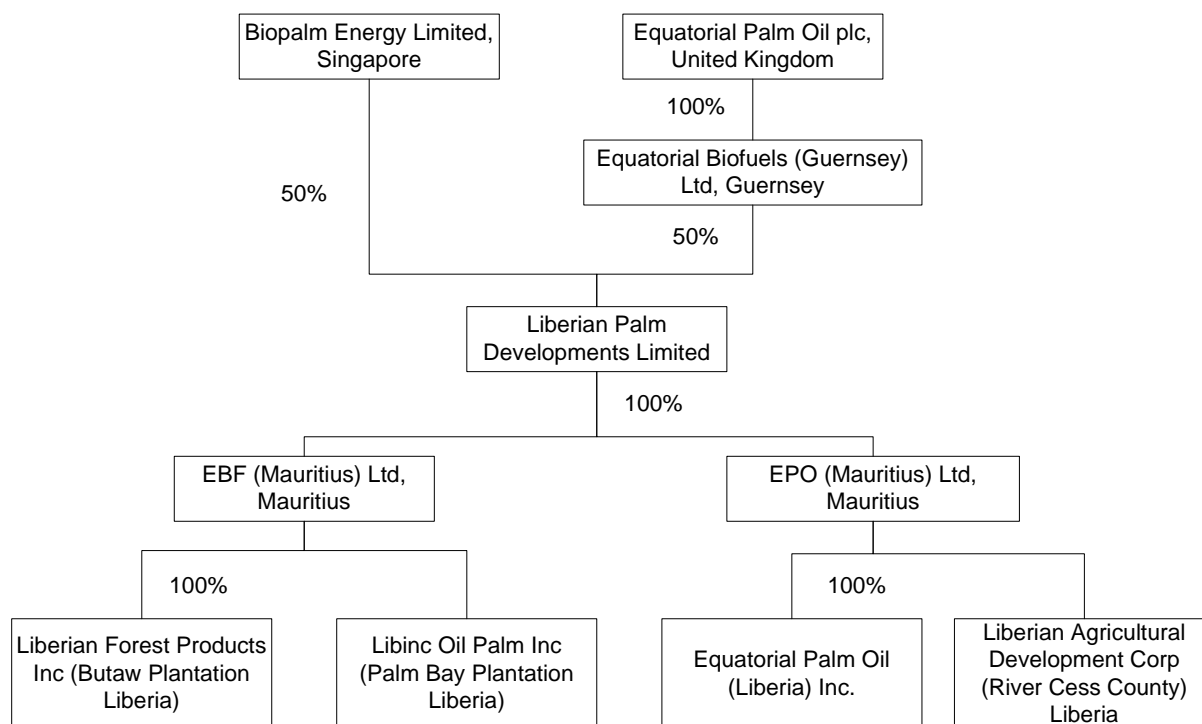 Biopalm Energy Limited,
Singapore
Equatorial Palm Oil plc,
United Kingdom
100%
Equatorial Biofuels (Guernsey)
Ltd, Guernsey
50%
50%
Liberian Palm
Developments Limited
100%
EBF (Mauritius) Ltd,
Mauritius
EPO (Mauritius) Ltd,
Mauritius
100%
100%
Liberian Forest Products
Inc (Butaw Plantation
Liberia)
Libinc Oil Palm Inc
(Palm Bay Plantation
Liberia)
Equatorial Palm Oil
(Liberia) Inc.
Liberian Agricultural
Development Corp
(River Cess County)
Liberia